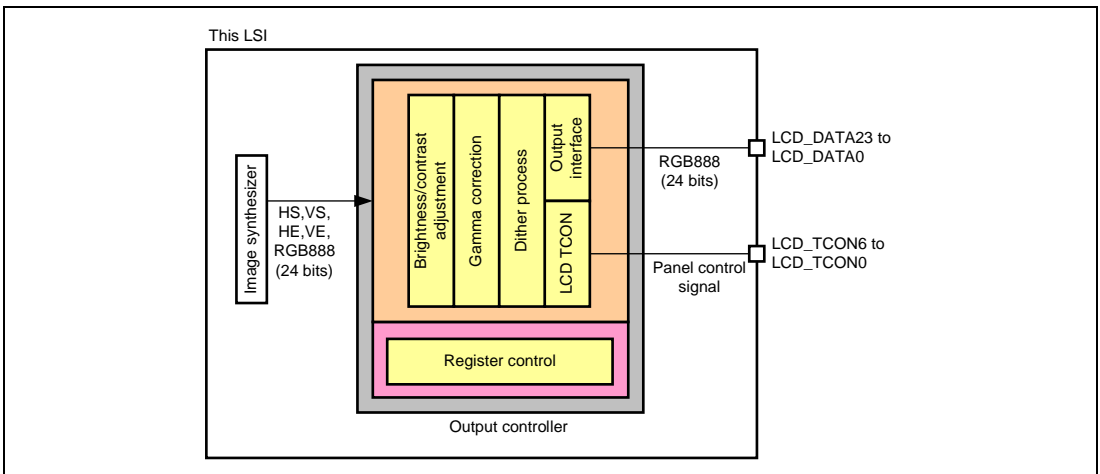 This LSI
Image synthesizer
HS,VS,
HE,VE,
RGB888
(24 bits)
Brightness/contrast
adjustment
Gamma correction
Dither process
Output
interface
LCD TCON
RGB888
(24 bits)
LCD_DATA23 to
LCD_DATA0
Panel control
signal
LCD_TCON6 to
LCD_TCON0
Register control
Output controller